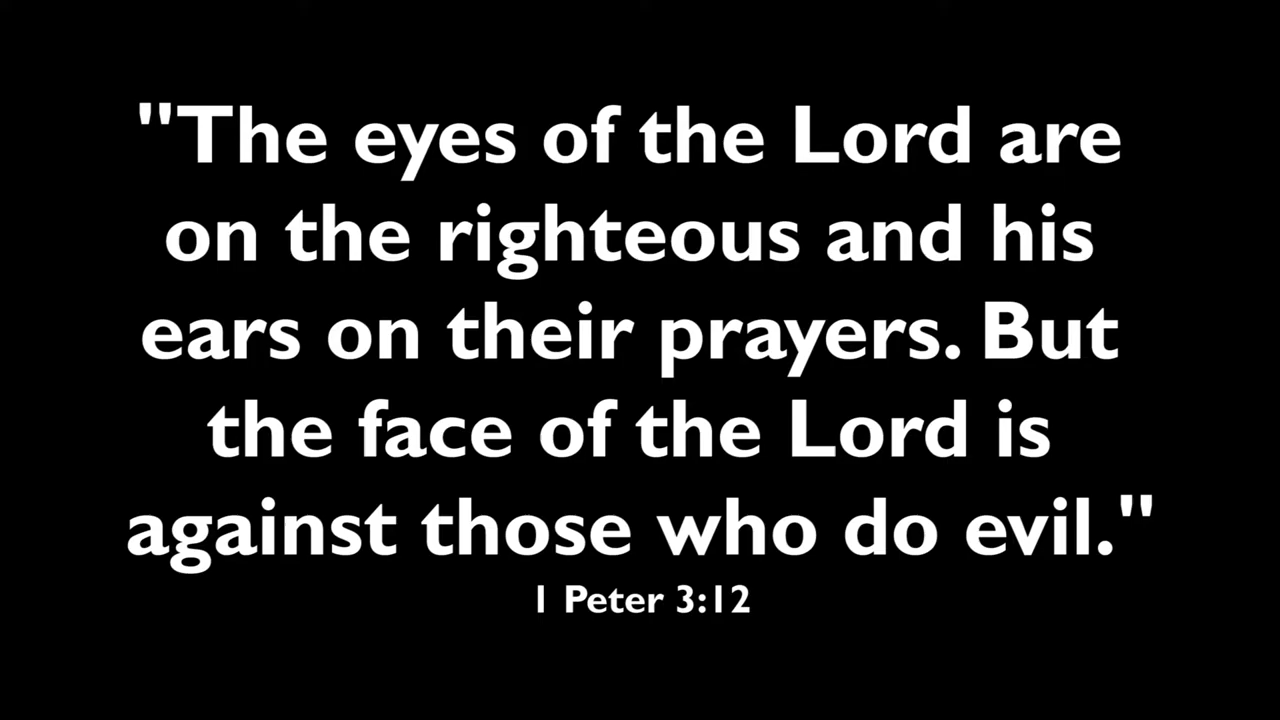 "The eyes of the Lord are
on the righteous and his
ears on their prayers. But
the face of the Lord is
against those who do evil."
1 Peter 3:12